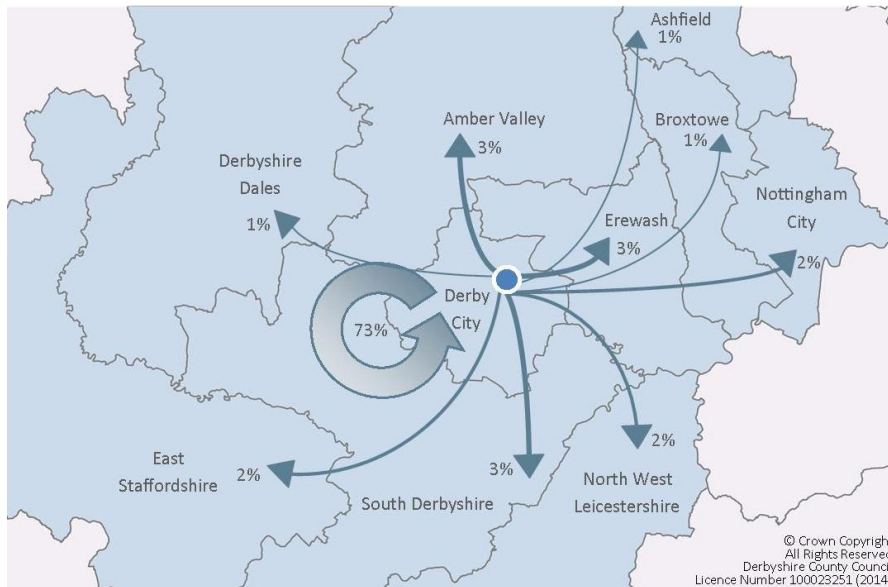 Ashfield
1%
Amber Valley
3%
Broxtowe
1%
Derbyshire
Dales
1%
Nottingham
City
2%
Erewash
3%
Derby
City
73%
East
Staffordshire
2%
South Derbyshire
3%
North West
Leicestershire
2%
© Crown Copyrigh
All Rights Reserve
Derbyshire County Counci
Licence Number 100023251 (2014